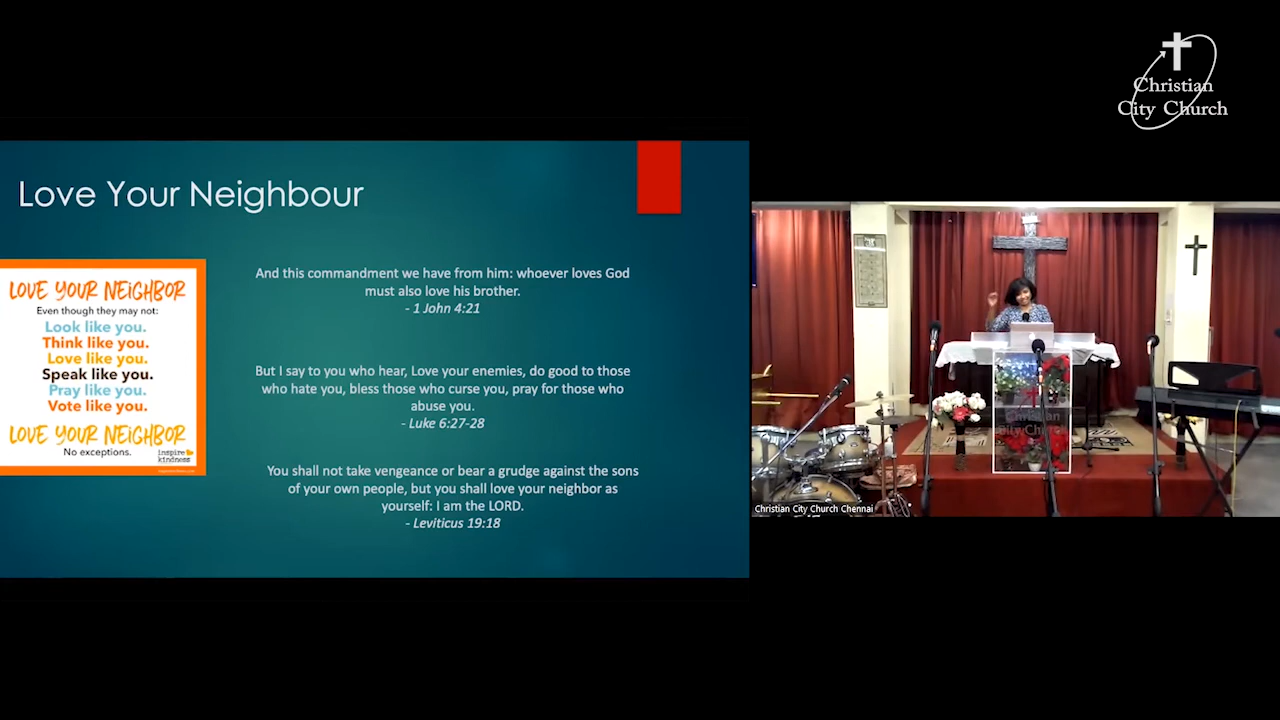 Christian
City Church
Love Your Neighbour
LOVE YOUR NEIGHBOR
Even though they may not:
Look like you.
Think like you.
Love like you.
Speak like you.
Pray like you.
Vote like you.
LOVE YOUR NEIGHBOR
No exceptions.
inspire
kindness
And this commandment we have from him: whoever loves God
must also love his brother.
- 1 John 4:21
But I say to you who hear, Love your enemies, do good to those
who hate you, bless those who curse you, pray for those who
abuse you.
- Luke 6:27-28
You shall not take vengeance or bear a grudge against the sons
of your own people, but you shall love your neighbor as
yourself: I am the LORD.
- Leviticus 19:18
Christian
City Church
Christian City Church Chennai